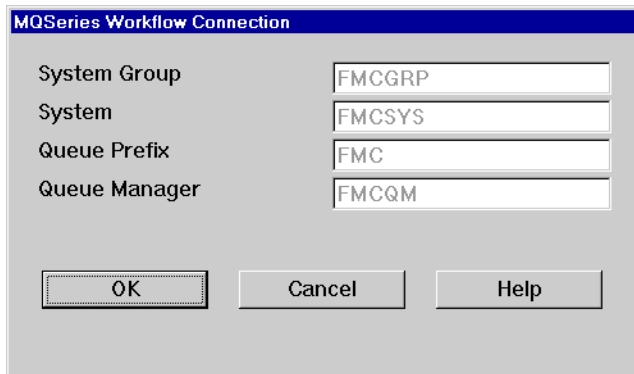 MQSeries Workflow Connection
System Group FMCGRP
System FMCSYS
Queue Prefix FMC
Queue Manager FMCQM
OK Cancel Help